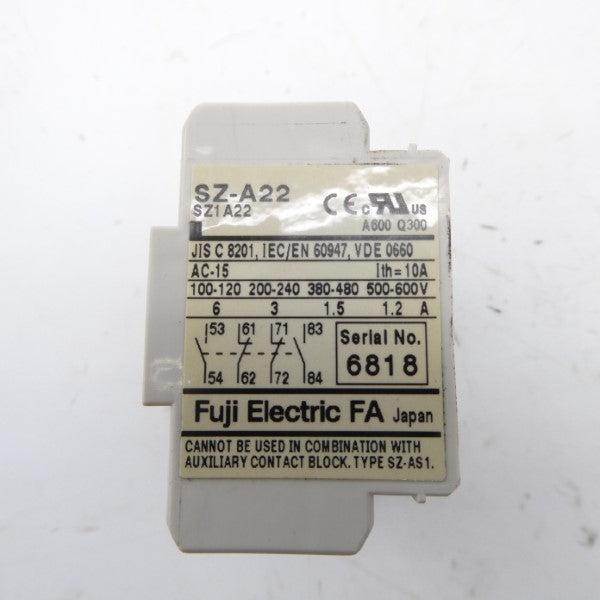 SZ-A22
SZ1A22
CE c RU US
A600 Q300
JIS C 8201, IEC/EN 60947, VDE 0660
AC-15 Ith=10A
100-120 200-240 380-480 500-600V
6 3 1.5 1.2 A
53 61 71 83
54 62 72 84
Serial No.
6818
Fuji Electric FA Japan
CANNOT BE USED IN COMBINATION WITH
AUXILIARY CONTACT BLOCK. TYPE SZ-AS1.